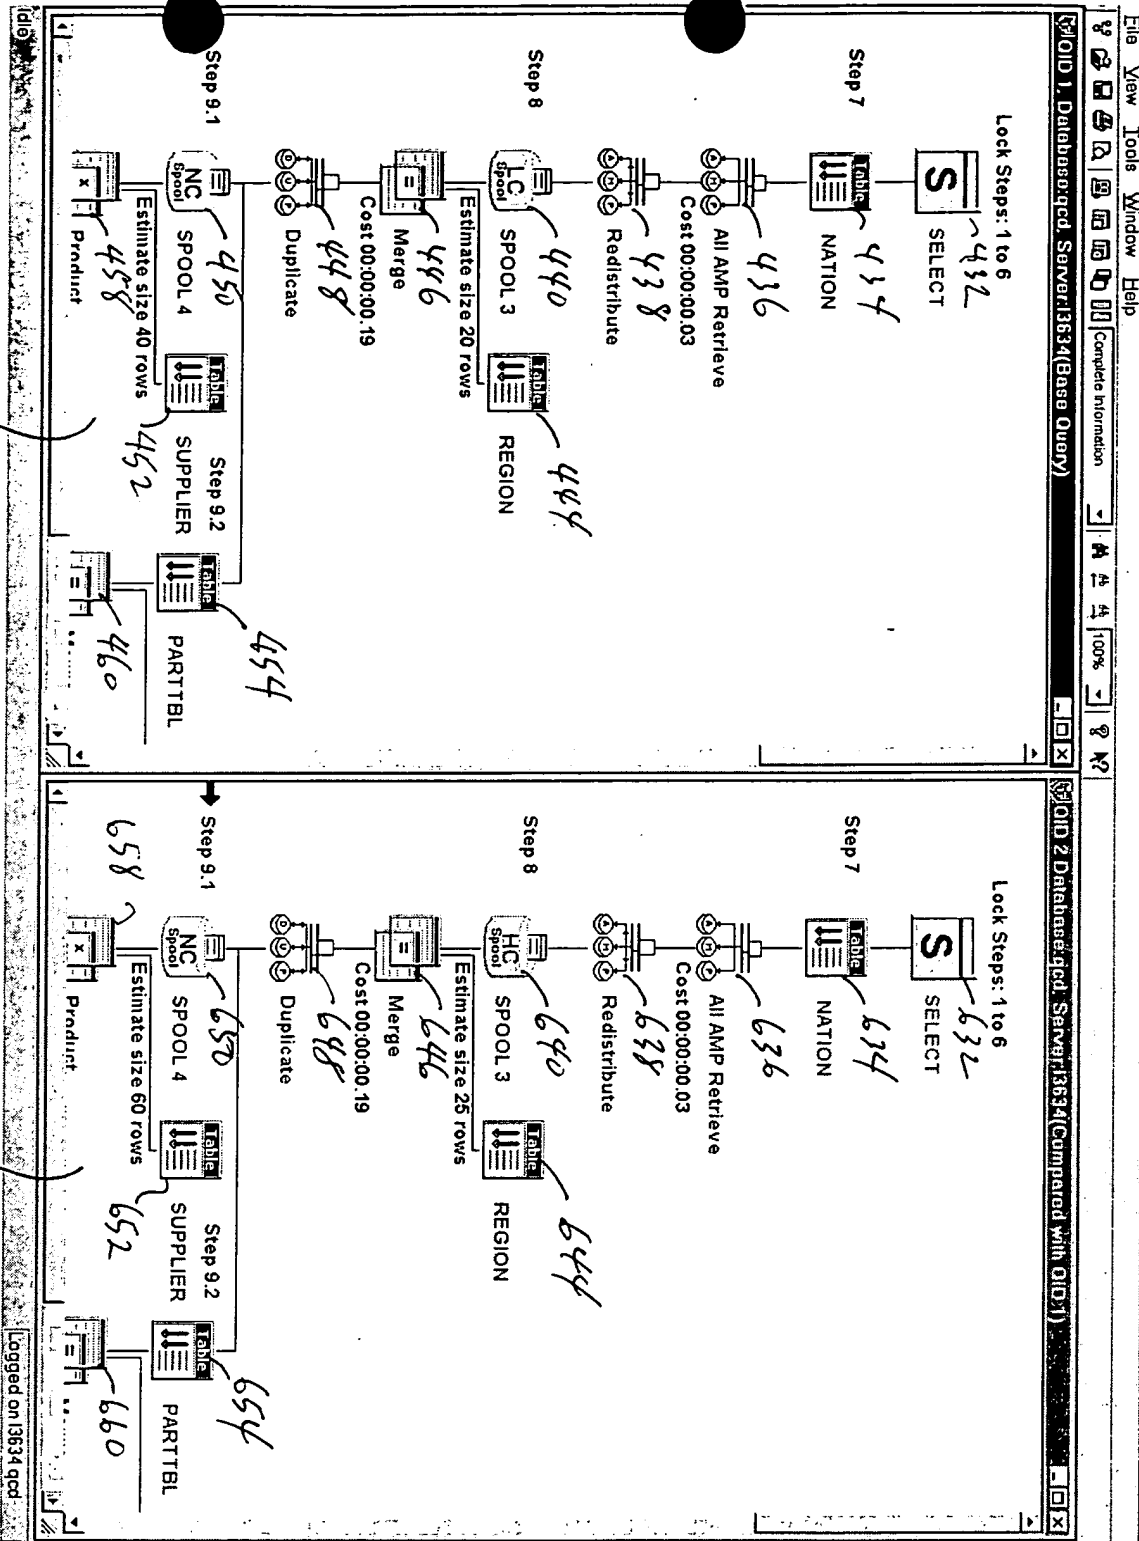 File View Tools Window Help
Complete Information
100%
OID 1, Database:qcd, Server:i3634(Base Query)
Lock Steps: 1 to 6
S
SELECT
432
Step 7
Table
NATION
434
All AMP Retrieve
436
Cost 00:00:00.03
A M P
Redistribute
438
Step 8
LC
Spool
SPOOL 3
440
Table
REGION
444
Estimate size 20 rows
=
Merge
446
Cost 00:00:00.19
D U P
Duplicate
448
Step 9.1
NC
Spool
SPOOL 4
450
Table
SUPPLIER
452
Step 9.2
Table
PARTTBL
454
Estimate size 40 rows
x
Product
458
=
460
OID 2 Database:qcd, Server:i3634(Compared with OID 1)
Lock Steps: 1 to 6
S
SELECT
632
Step 7
Table
NATION
634
A M P
All AMP Retrieve
636
Cost 00:00:00.03
A M P
Redistribute
638
Step 8
HC
Spool
SPOOL 3
640
Table
REGION
644
Estimate size 25 rows
=
Merge
646
Cost 00:00:00.19
D U P
Duplicate
648
Step 9.1
NC
Spool
SPOOL 4
650
Table
SUPPLIER
652
Step 9.2
Table
PARTTBL
654
Estimate size 60 rows
x
Product
658
=
660
Idle
Logged on i3634 qcd